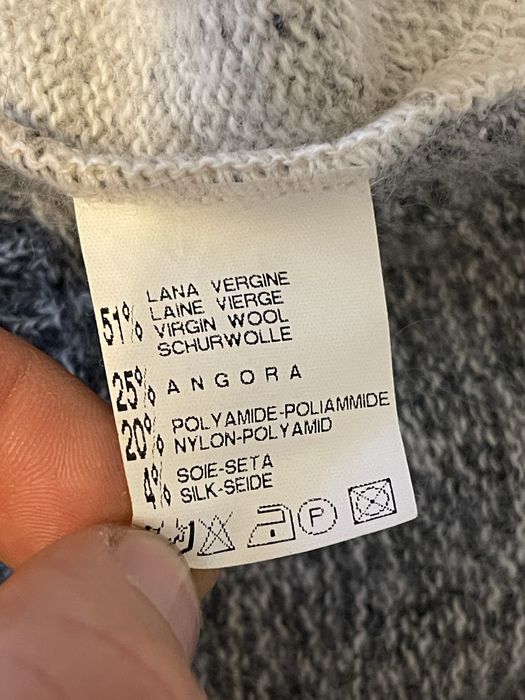 51% LANA VERGINE
LAINE VIERGE
VIRGIN WOOL
SCHURWOLLE
25% ANGORA
20% POLYAMIDE-POLIAMMIDE
NYLON-POLYAMID
4% SOIE-SETA
SILK-SEIDE
P